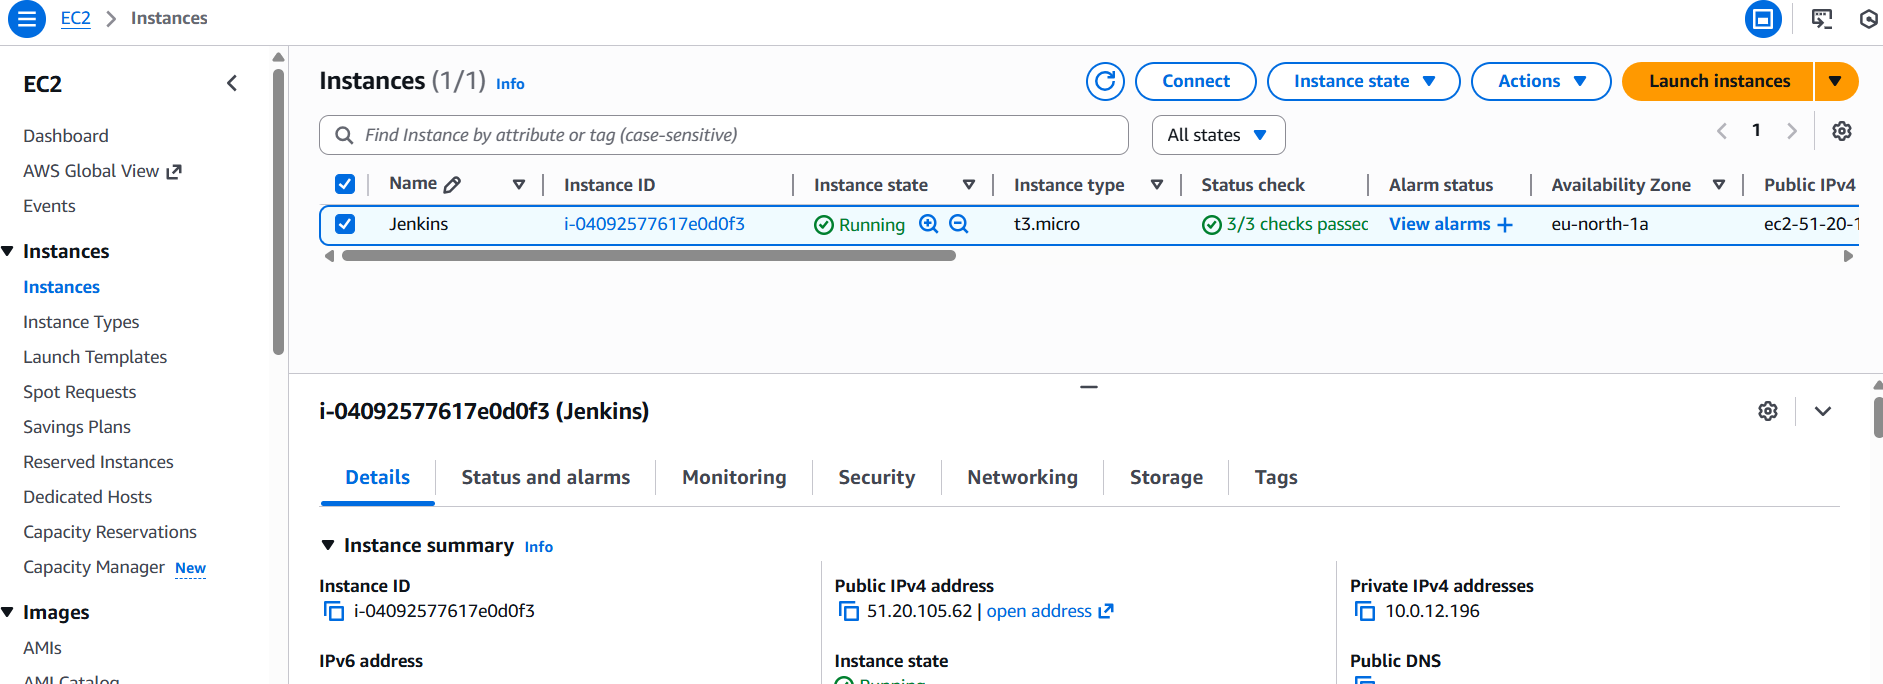 EC2 Instances
EC2
Dashboard
AWS Global View
Events
Instances
Instances
Instance Types
Launch Templates
Spot Requests
Savings Plans
Reserved Instances
Dedicated Hosts
Capacity Reservations
Capacity Manager New
Images
AMIs
AMI Catalog
Instances (1/1) Info
Connect
Instance state
Actions
Launch instances
Find Instance by attribute or tag (case-sensitive)
All states
1
Name Instance ID Instance state Instance type Status check Alarm status Availability Zone Public IPv4
Jenkins i-04092577617e0d0f3 Running t3.micro 3/3 checks passed View alarms + eu-north-1a ec2-51-20-1
i-04092577617e0d0f3 (Jenkins)
Details Status and alarms Monitoring Security Networking Storage Tags
Instance summary Info
Instance ID
i-04092577617e0d0f3
Public IPv4 address
51.20.105.62 | open address
Private IPv4 addresses
10.0.12.196
IPv6 address
Instance state
Running
Public DNS